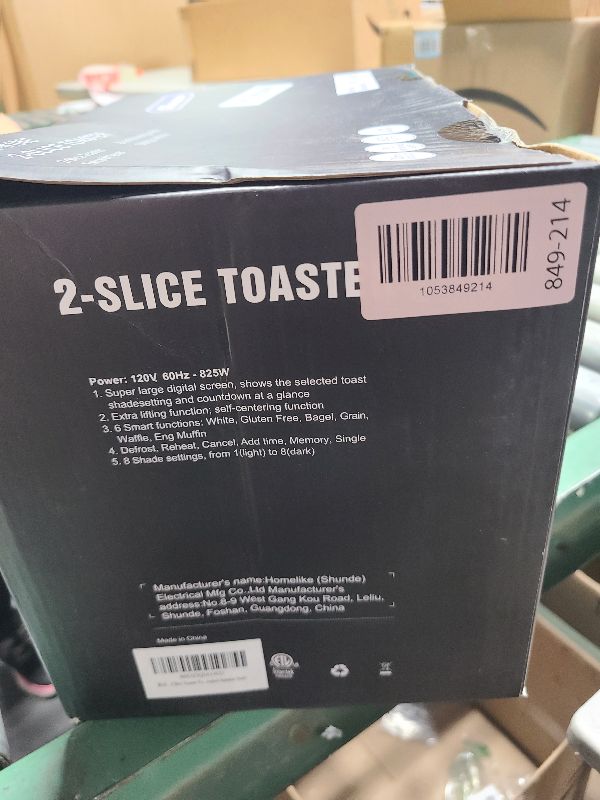 2-SLICE TOASTE
1053849214
849-214
Power: 120V 60Hz - 825W
1. Super large digital screen, shows the selected toast
shadesetting and countdown at a glance
2. Extra lifting function; self-centering function
3. 6 Smart functions: White, Gluten Free, Bagel, Grain,
Waffle, Eng Muffin
4. Defrost, Reheat, Cancel, Add time, Memory, Single
5. 8 Shade settings, from 1(light) to 8(dark)
Manufacturer's name:Homelike (Shunde)
Electrical Mfg Co.,Ltd Manufacturer's
address:No.8-9 West Gang Kou Road, Leliu,
Shunde, Foshan, Guangdong, China
Made in China
Intertek